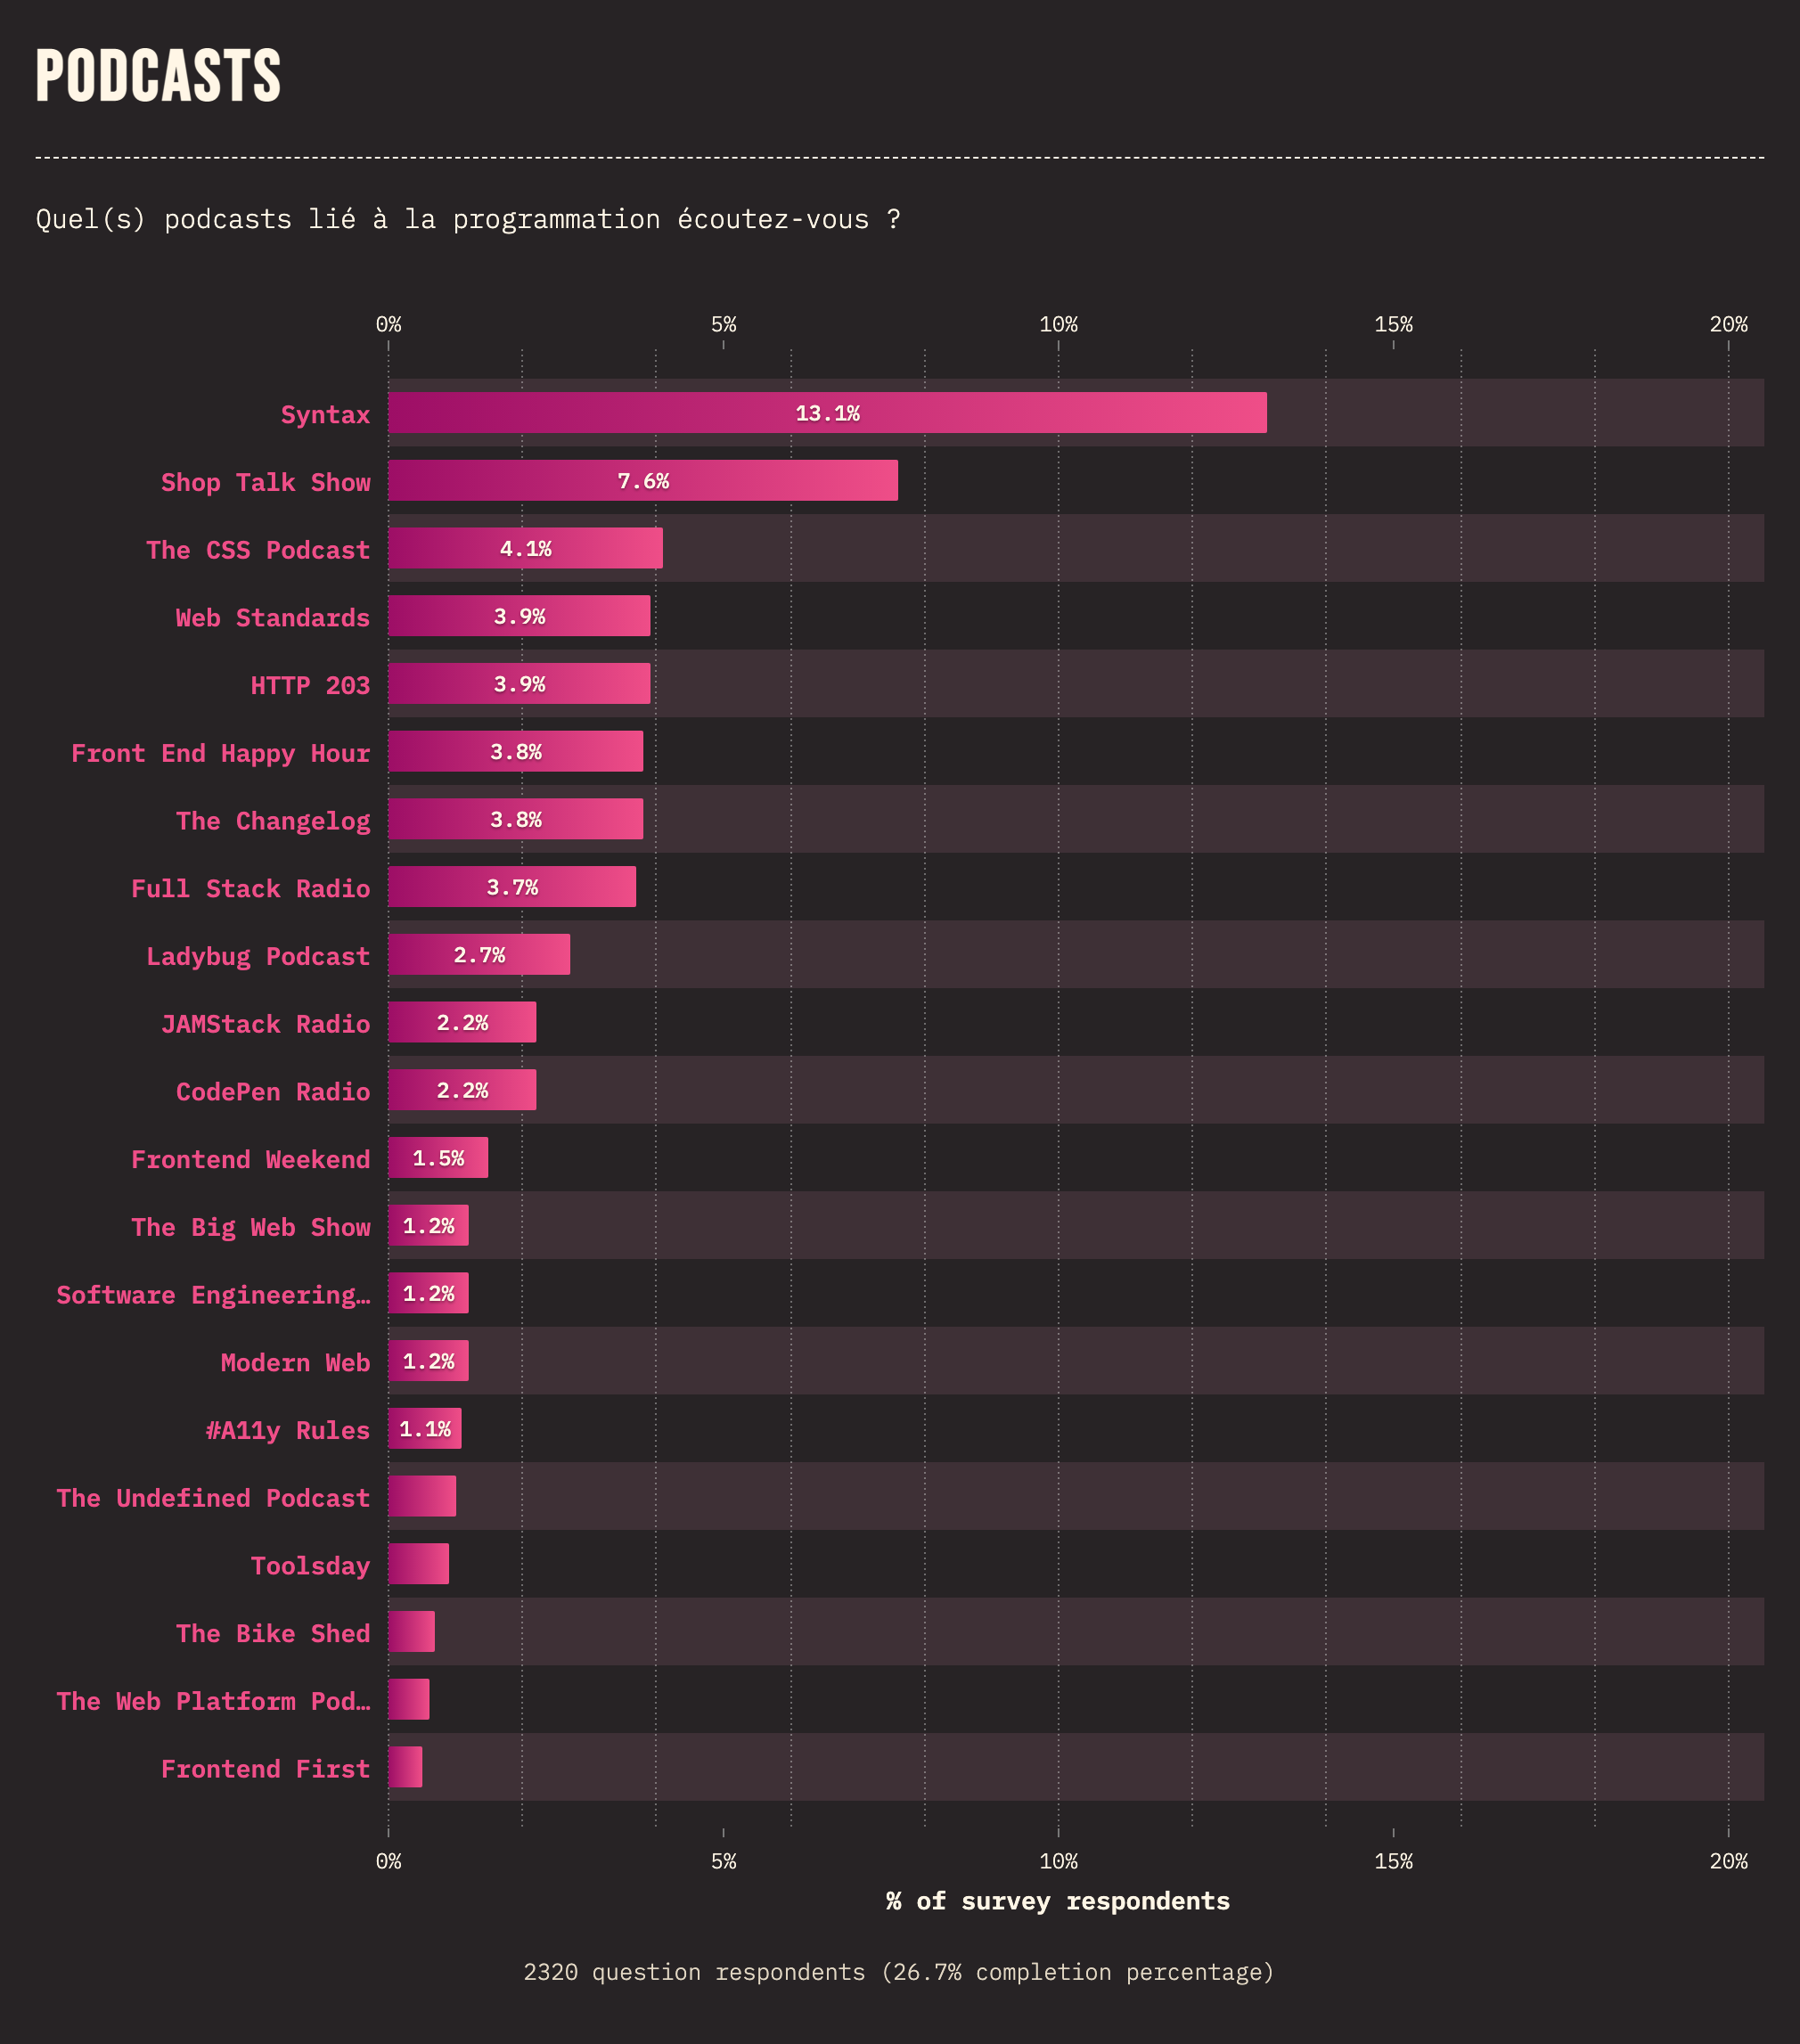 PODCASTS
Quel(s) podcasts lié à la programmation écoutez-vous ?
0% 5% 10% 15% 20%
Syntax 13.1%
Shop Talk Show 7.6%
The CSS Podcast 4.1%
Web Standards 3.9%
HTTP 203 3.9%
Front End Happy Hour 3.8%
The Changelog 3.8%
Full Stack Radio 3.7%
Ladybug Podcast 2.7%
JAMStack Radio 2.2%
CodePen Radio 2.2%
Frontend Weekend 1.5%
The Big Web Show 1.2%
Software Engineering… 1.2%
Modern Web 1.2%
#A11y Rules 1.1%
The Undefined Podcast
Toolsday
The Bike Shed
The Web Platform Pod…
Frontend First
0% 5% 10% 15% 20%
% of survey respondents
2320 question respondents (26.7% completion percentage)